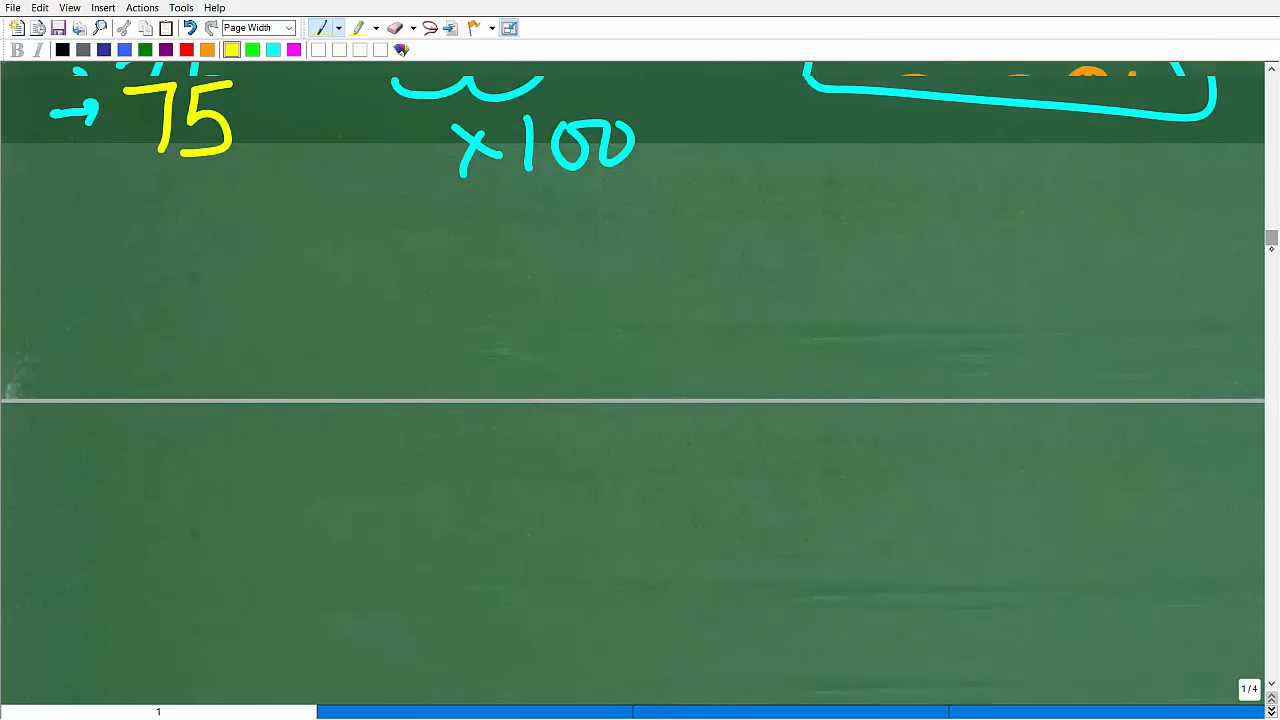 File Edit View Insert Actions Tools Help
Page Width
B I
→ 75
×100
1/4
1